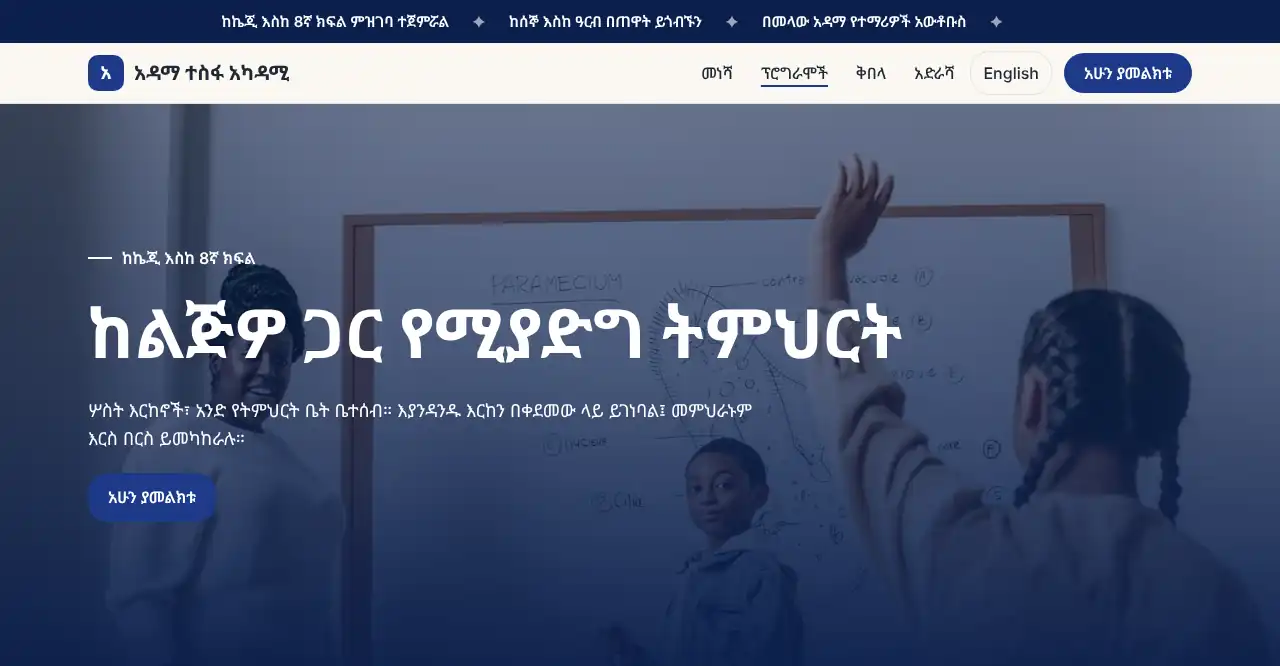 ከኬጂ እስከ 8ኛ ክፍል ምዝገባ ተጀምሯል ✦ ከሰኞ እስከ ዓርብ በጠዋት ይጎብኙን ✦ በመላው አዳማ የተማሪዎች አውቶቡስ ✦
አ አዳማ ተስፋ አካዳሚ መነሻ ፕሮግራሞች ቅበላ አድራሻ English አሁን ያመልክቱ
PARAMECIUM
ከኬጂ እስከ 8ኛ ክፍል
ከልጅዎ ጋር የሚያድግ ትምህርት
ሦስት እርከኖች፣ አንድ የትምህርት ቤት ቤተሰብ። እያንዳንዱ እርከን በቀደመው ላይ ይገነባል፤ መምህራኑም
እርስ በርስ ይመካከራሉ።
አሁን ያመልክቱ